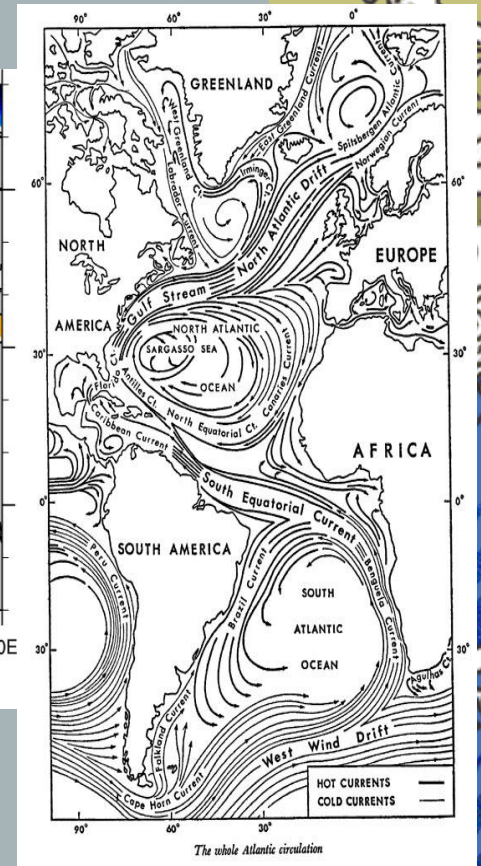 90°
60°
30°
0°
GREENLAND
West Greenland Ct.
East Greenland Current
Spitsbergen Atlantic Current
Norwegian Current
Irminger Ct.
Labrador Current
60°
60°
North Atlantic Drift
NORTH
AMERICA
EUROPE
Gulf Stream
NORTH ATLANTIC
SARGASSO SEA
OCEAN
30°
30°
Florida Ct.
Antilles Ct.
North Equatorial Ct.
Canaries Current
Caribbean Current
AFRICA
0°
0°
South Equatorial Current
SOUTH AMERICA
Peru Current
Brazil Current
Benguela Current
SOUTH
ATLANTIC
OCEAN
0E
30°
30°
Agulhas Ct.
Falkland Current
West Wind Drift
Cape Horn Current
HOT CURRENTS
COLD CURRENTS
90°
60°
30°
0°
The whole Atlantic circulation